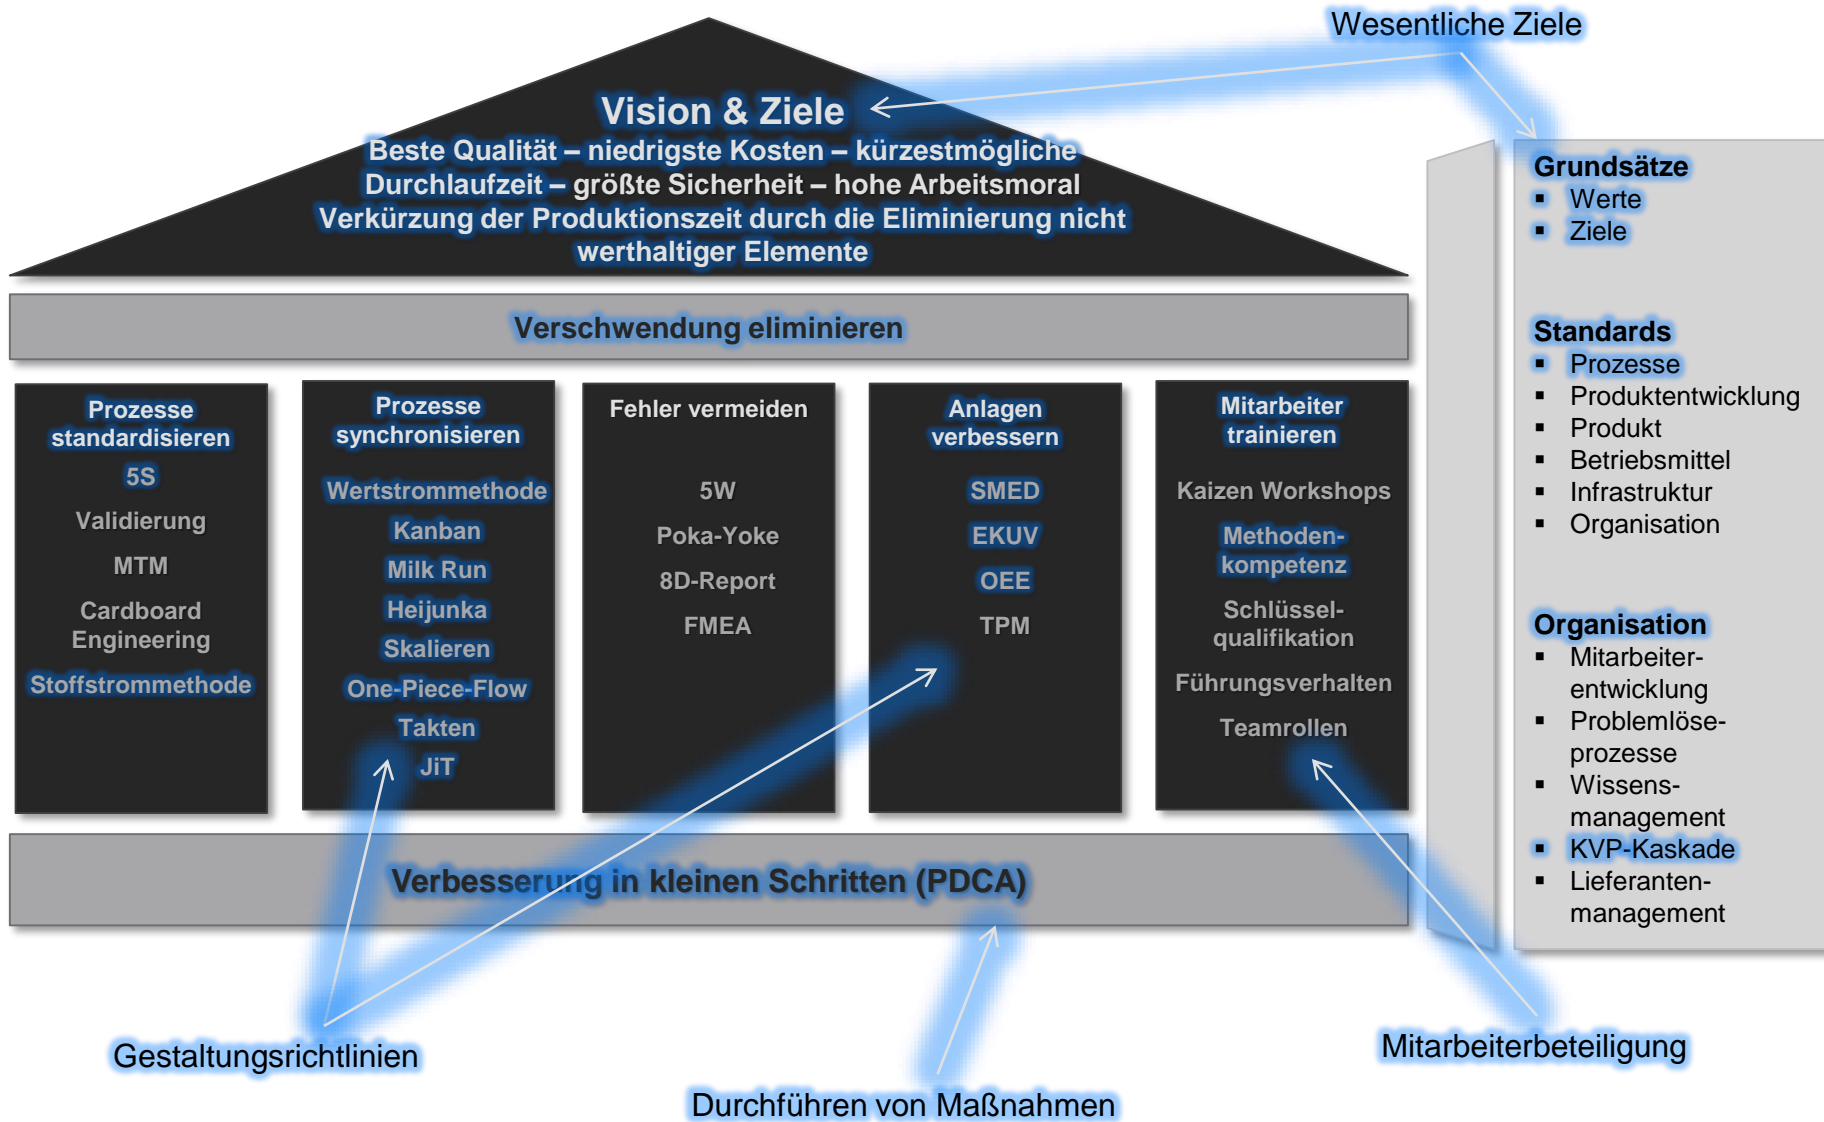 Wesentliche Ziele
Vision & Ziele
Beste Qualität – niedrigste Kosten – kürzestmögliche
Durchlaufzeit – größte Sicherheit – hohe Arbeitsmoral
Verkürzung der Produktionszeit durch die Eliminierung nicht
werthaltiger Elemente
Verschwendung eliminieren
Prozesse
standardisieren
5S
Validierung
MTM
Cardboard
Engineering
Stoffstrommethode
Prozesse
synchronisieren
Wertstrommethode
Kanban
Milk Run
Heijunka
Skalieren
One-Piece-Flow
Takten
JiT
Fehler vermeiden
5W
Poka-Yoke
8D-Report
FMEA
Anlagen
verbessern
SMED
EKUV
OEE
TPM
Mitarbeiter
trainieren
Kaizen Workshops
Methoden-
kompetenz
Schlüssel-
qualifikation
Führungsverhalten
Teamrollen
Verbesserung in kleinen Schritten (PDCA)
Grundsätze
▪ Werte
▪ Ziele
Standards
▪ Prozesse
▪ Produktentwicklung
▪ Produkt
▪ Betriebsmittel
▪ Infrastruktur
▪ Organisation
Organisation
▪ Mitarbeiter-
entwicklung
▪ Problemlöse-
prozesse
▪ Wissens-
management
▪ KVP-Kaskade
▪ Lieferanten-
management
Gestaltungsrichtlinien
Durchführen von Maßnahmen
Mitarbeiterbeteiligung